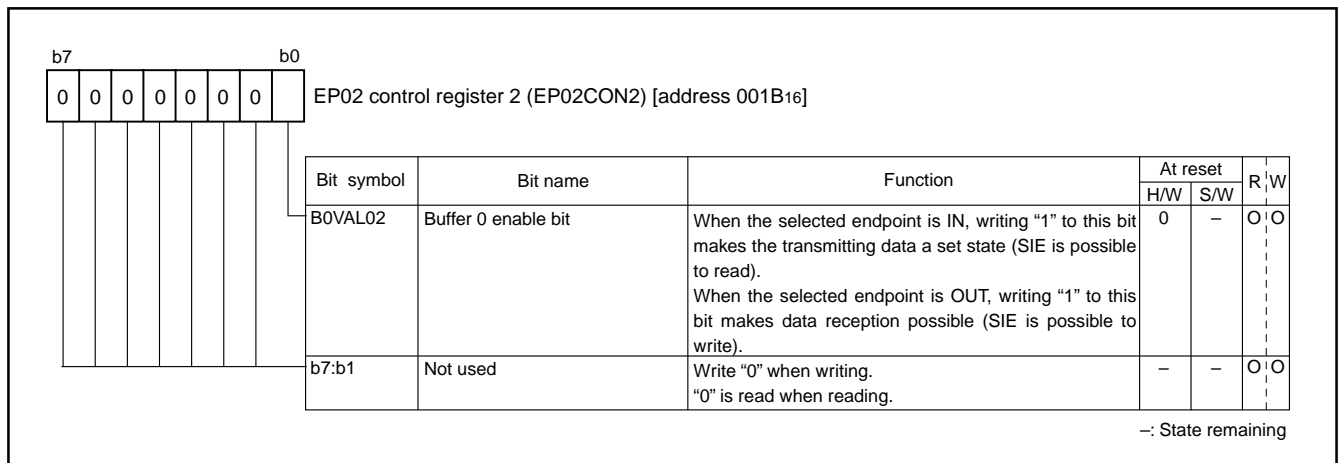 b7 b0
0 0 0 0 0 0 0 EP02 control register 2 (EP02CON2) [address 001B16]
Bit symbol Bit name Function At reset R W
H/W S/W
B0VAL02 Buffer 0 enable bit When the selected endpoint is IN, writing “1” to this bit 0 – O O
makes the transmitting data a set state (SIE is possible
to read).
When the selected endpoint is OUT, writing “1” to this
bit makes data reception possible (SIE is possible to
write).
b7:b1 Not used Write “0” when writing. – – O O
“0” is read when reading.
–: State remaining